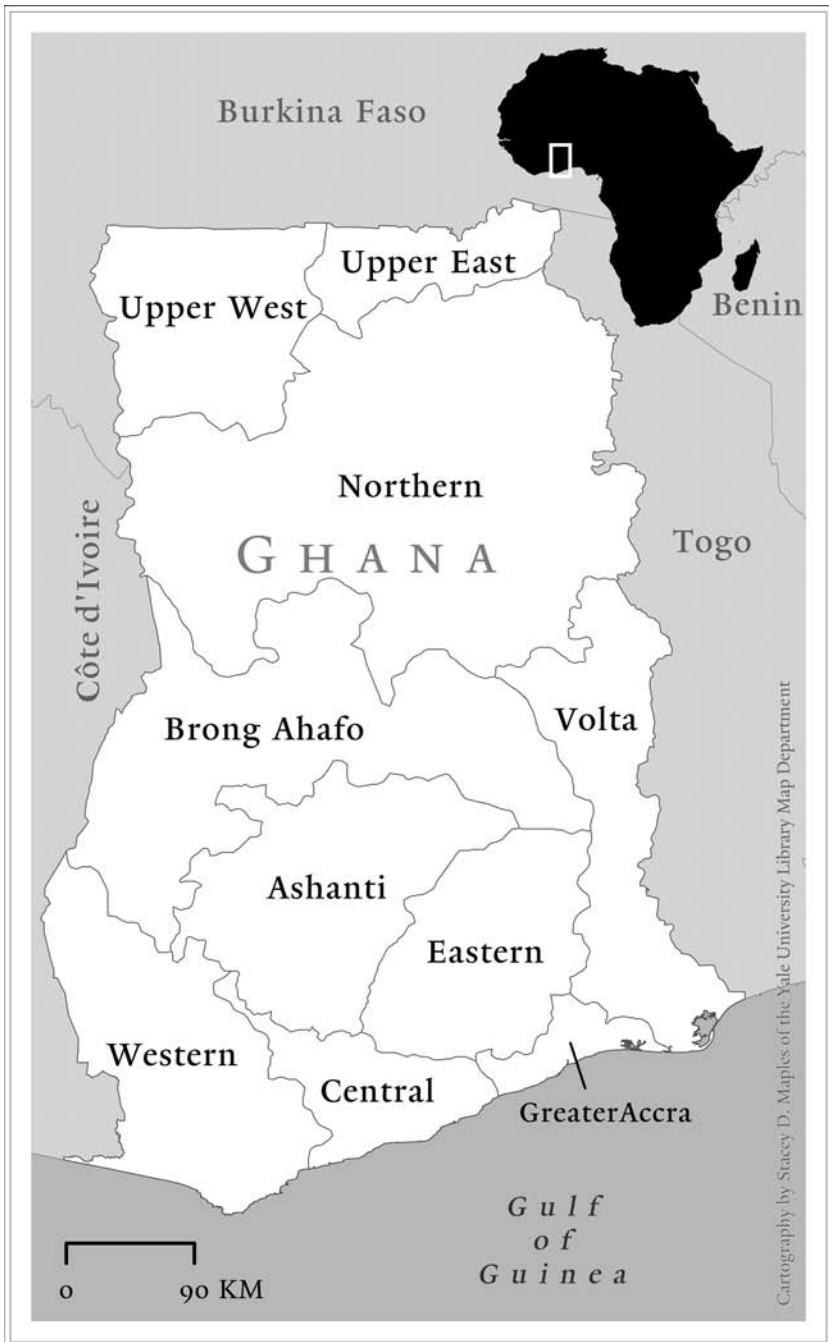 Burkina Faso
Benin
Upper East
Upper West
Northern
GHANA
Togo
Côte d'Ivoire
Volta
Brong Ahafo
Ashanti
Eastern
Western
Central
GreaterAccra
Gulf
of
Guinea
0 90 KM
Cartography by Stacey D. Maples of the Yale University Library Map Department